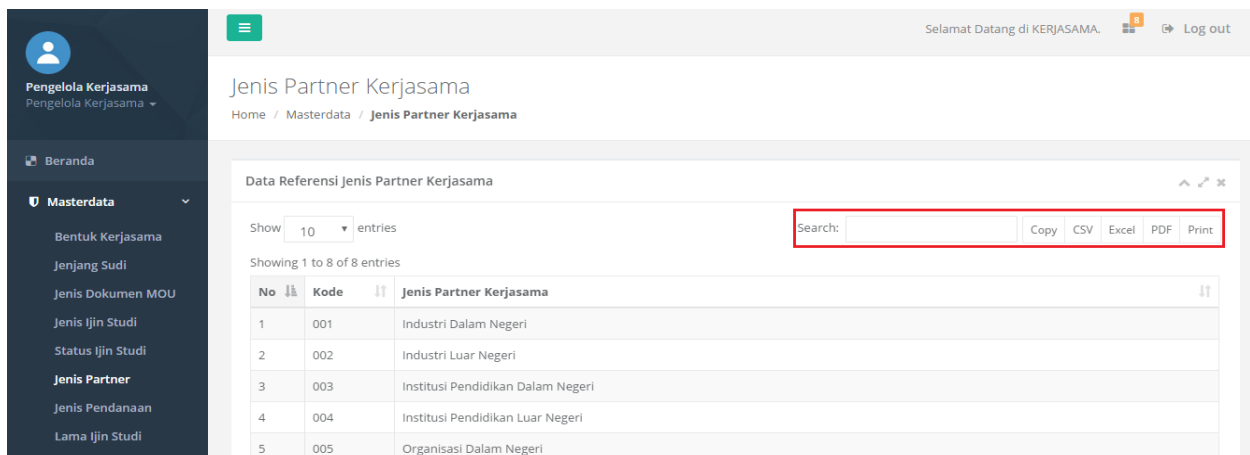 Selamat Datang di KERJASAMA. 8 Log out
Pengelola Kerjasama
Pengelola Kerjasama
Jenis Partner Kerjasama
Home / Masterdata / Jenis Partner Kerjasama
Beranda
Masterdata
Bentuk Kerjasama
Jenjang Sudi
Jenis Dokumen MOU
Jenis Ijin Studi
Status Ijin Studi
Jenis Partner
Jenis Pendanaan
Lama Ijin Studi
Data Referensi Jenis Partner Kerjasama
Show 10 entries Search: Copy CSV Excel PDF Print
Showing 1 to 8 of 8 entries
No Kode Jenis Partner Kerjasama
1 001 Industri Dalam Negeri
2 002 Industri Luar Negeri
3 003 Institusi Pendidikan Dalam Negeri
4 004 Institusi Pendidikan Luar Negeri
5 005 Organisasi Dalam Negeri